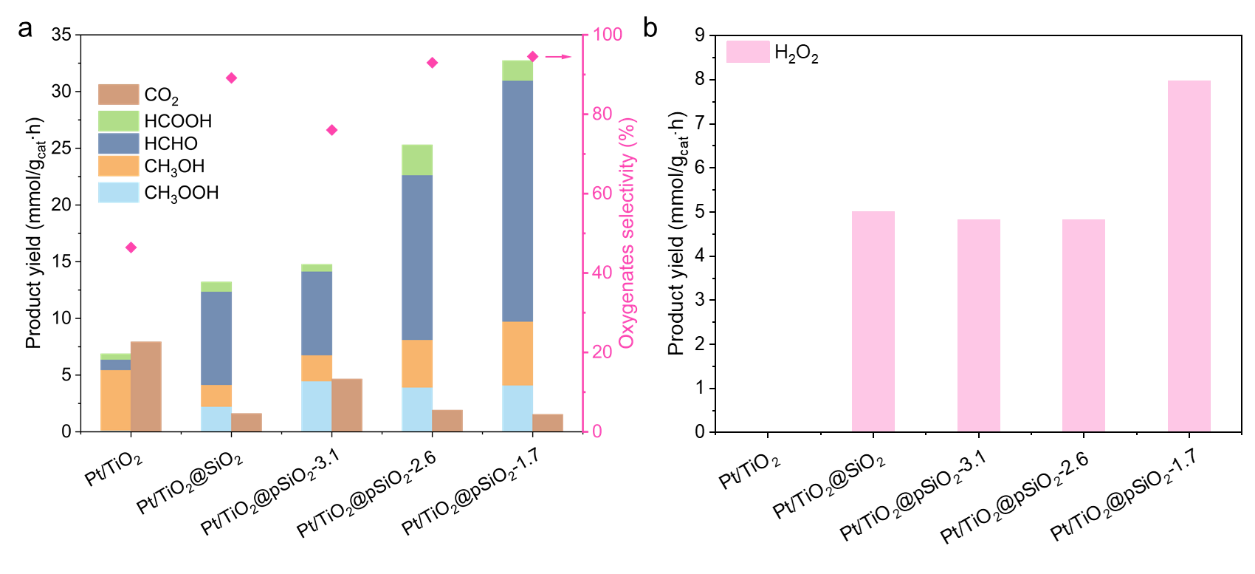 a
Product yield (mmol/g_cat·h)
35
30
25
20
15
10
5
0
CO₂
HCOOH
HCHO
CH₃OH
CH₃OOH
100
80
60
40
20
0
Oxygenates selectivity (%)
Pt/TiO₂
Pt/TiO₂@SiO₂
Pt/TiO₂@pSiO₂-3.1
Pt/TiO₂@pSiO₂-2.6
Pt/TiO₂@pSiO₂-1.7
b
Product yield (mmol/g_cat·h)
9
8
7
6
5
4
3
2
1
0
H₂O₂
Pt/TiO₂
Pt/TiO₂@SiO₂
Pt/TiO₂@pSiO₂-3.1
Pt/TiO₂@pSiO₂-2.6
Pt/TiO₂@pSiO₂-1.7